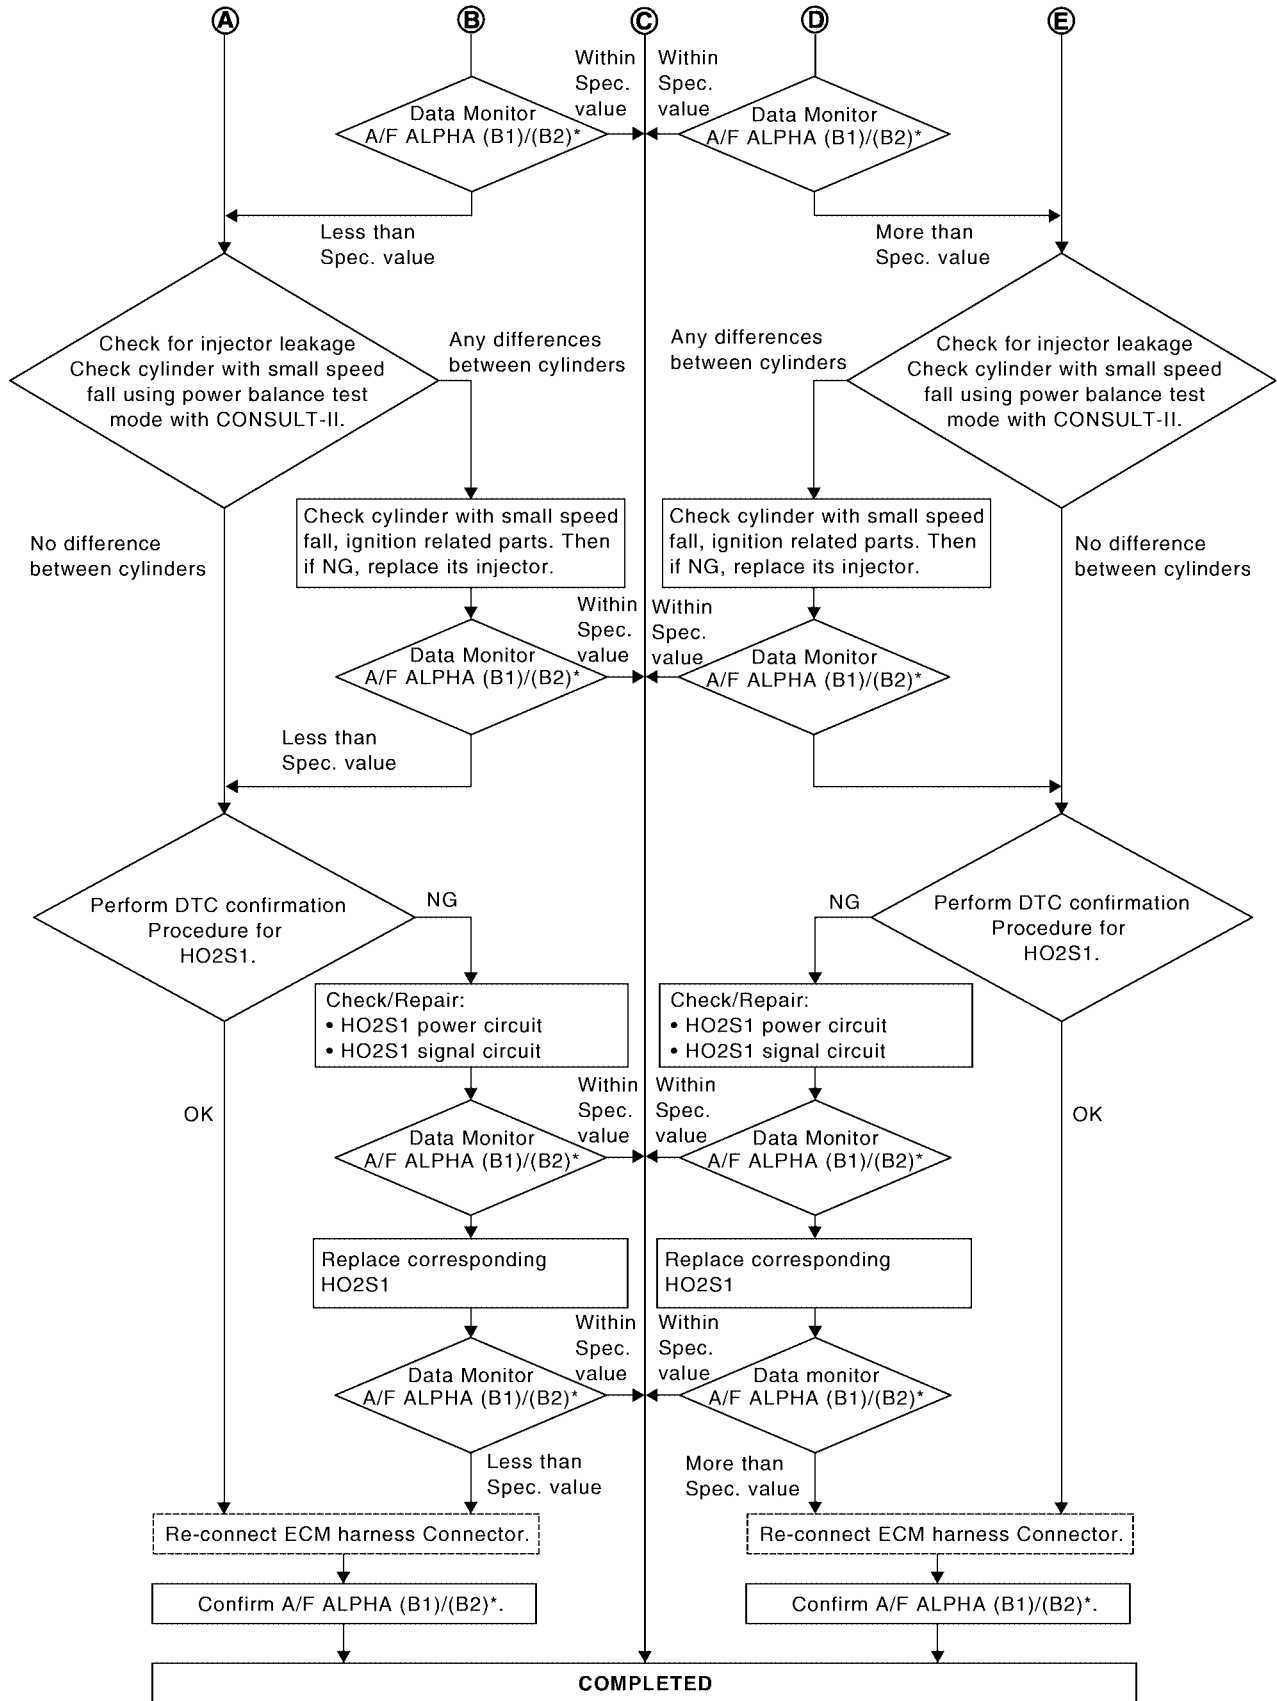 A
B
C
D
E
Within
Spec.
value
Within
Spec.
value
Data Monitor
A/F ALPHA (B1)/(B2)*
Data Monitor
A/F ALPHA (B1)/(B2)*
Less than
Spec. value
More than
Spec. value
Check for injector leakage
Check cylinder with small speed
fall using power balance test
mode with CONSULT-II.
Any differences
between cylinders
Any differences
between cylinders
Check for injector leakage
Check cylinder with small speed
fall using power balance test
mode with CONSULT-II.
No difference
between cylinders
Check cylinder with small speed
fall, ignition related parts. Then
if NG, replace its injector.
Check cylinder with small speed
fall, ignition related parts. Then
if NG, replace its injector.
No difference
between cylinders
Within
Spec.
value
Within
Spec.
value
Data Monitor
A/F ALPHA (B1)/(B2)*
Data Monitor
A/F ALPHA (B1)/(B2)*
Less than
Spec. value
Perform DTC confirmation
Procedure for
HO2S1.
NG
NG
Perform DTC confirmation
Procedure for
HO2S1.
Check/Repair:
• HO2S1 power circuit
• HO2S1 signal circuit
Check/Repair:
• HO2S1 power circuit
• HO2S1 signal circuit
OK
Within
Spec.
value
Within
Spec.
value
OK
Data Monitor
A/F ALPHA (B1)/(B2)*
Data Monitor
A/F ALPHA (B1)/(B2)*
Replace corresponding
HO2S1
Replace corresponding
HO2S1
Within
Spec.
value
Within
Spec.
value
Data Monitor
A/F ALPHA (B1)/(B2)*
Data monitor
A/F ALPHA (B1)/(B2)*
Less than
Spec. value
More than
Spec. value
Re-connect ECM harness Connector.
Re-connect ECM harness Connector.
Confirm A/F ALPHA (B1)/(B2)*.
Confirm A/F ALPHA (B1)/(B2)*.
COMPLETED